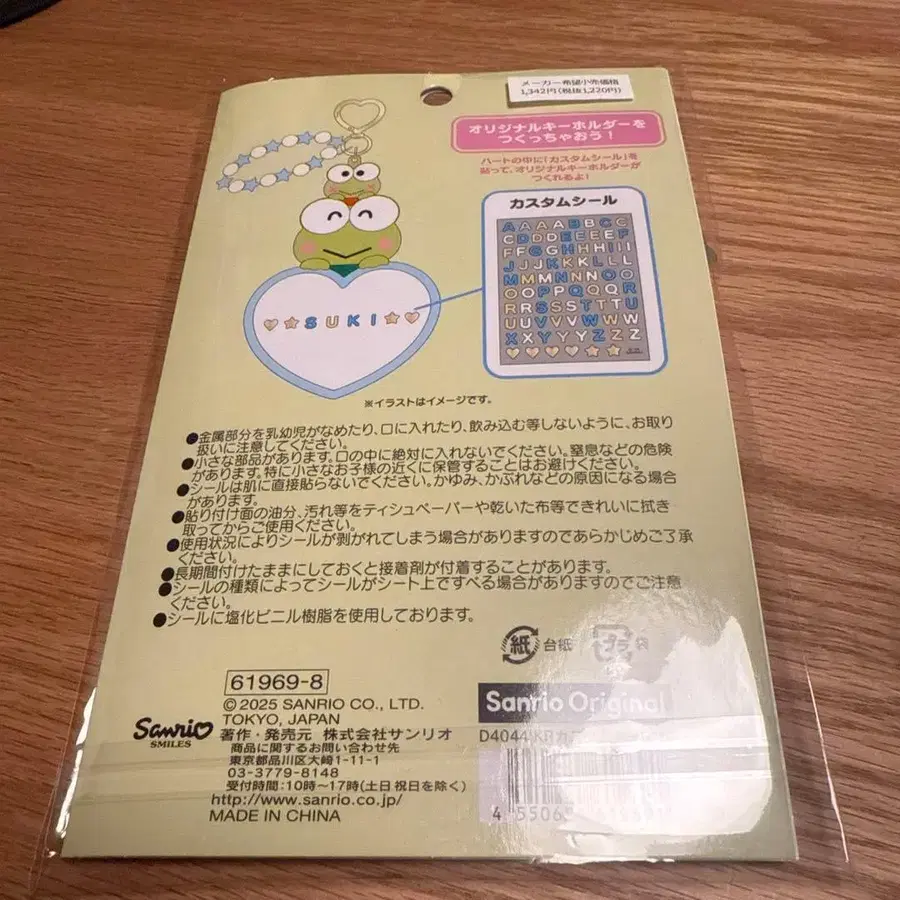 メーカー希望小売価格
1,342円(税抜1,220円)
オリジナルキーホルダーを
つくっちゃおう!
ハートの中に「カスタムシール」を
貼って、オリジナルキーホルダーが
つくれるよ!
カスタムシール
AAAABBCC
CDDDEEEF
FFGGHHHIII
JJJKKKLLL
MMMNNNOO
OOPPQQQR
RRSSSTTTU
UUVVVWWW
XXYYYZZZ
SUKI
※イラストはイメージです。
●金属部分を乳幼児がなめたり、口に入れたり、飲み込む等しないように、お取り
扱いに注意してください。
●小さな部品があります。口の中に絶対に入れないでください。窒息などの危険
があります。特に小さなお子様の近くに保管することはお避けください。
●シールは肌に直接貼らないでください。かゆみ、かぶれなどの原因になる場合
があります。
●貼り付け面の油分、汚れ等をティシュペーパーや乾いた布等できれいに拭き
取ってからご使用ください。
●使用状況によりシールが剥がれてしまう場合がありますのであらかじめご了承
ください。
●長期間付けたままにしておくと接着剤が付着することがあります。
●シールの種類によってシールがシート上ですべる場合がありますのでご注意
ください。
●シールに塩化ビニル樹脂を使用しております。
紙 台紙 プラ 袋
61969-8
© 2025 SANRIO CO., LTD.
TOKYO, JAPAN
Sanrio
SMILES
著作・発売元 株式会社サンリオ
商品に関するお問い合わせ先
東京都品川区大崎1-11-1
03-3779-8148
受付時間:10時~17時(土日祝日を除く)
http://www.sanrio.co.jp/
MADE IN CHINA
Sanrio Original
D4044
4 55065